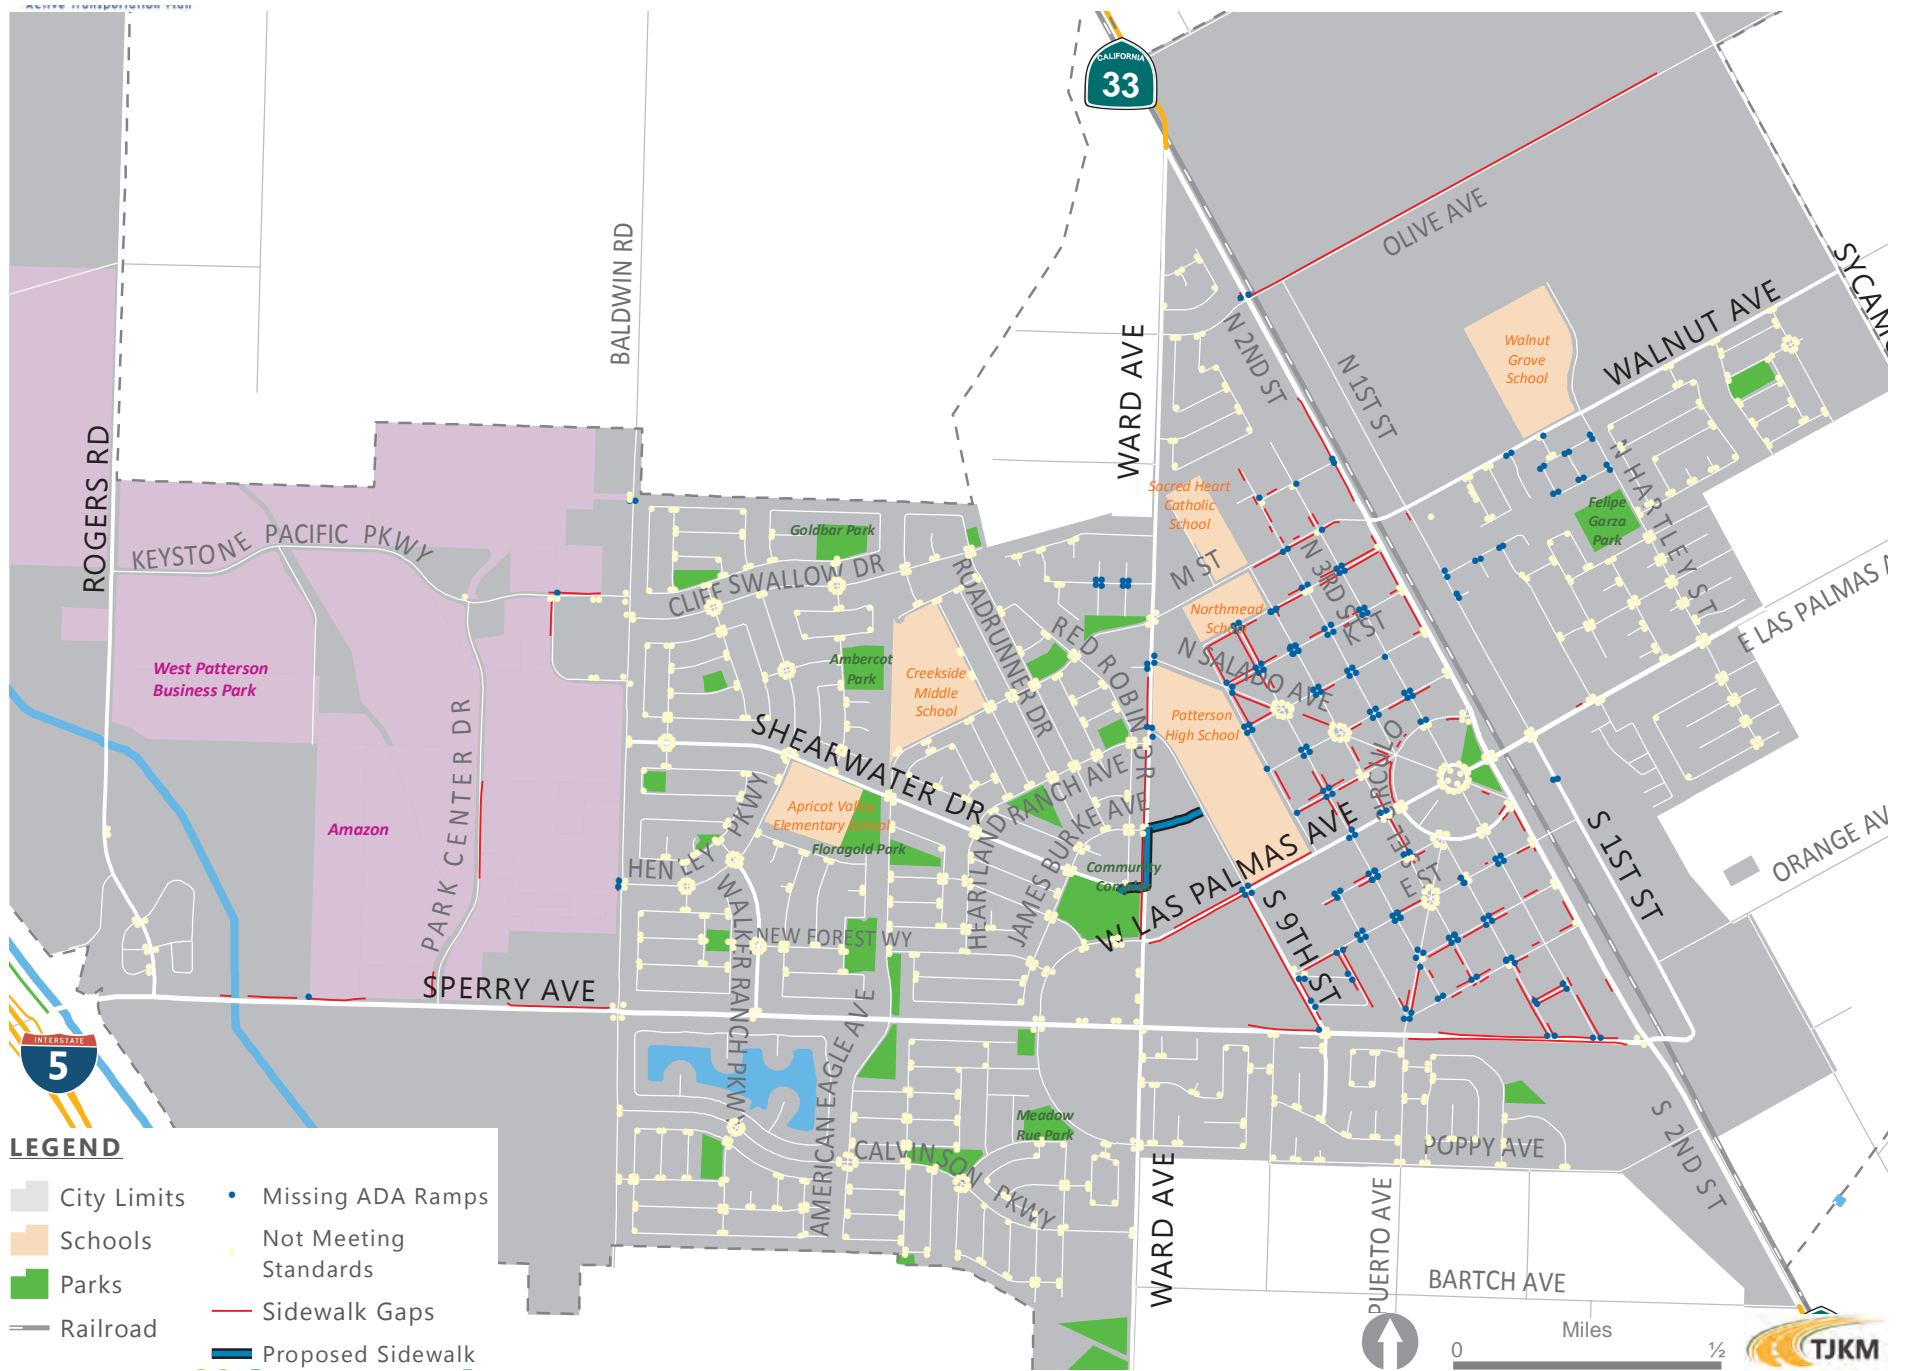 Active Transportation Plan
CALIFORNIA
33
OLIVE AVE
BALDWIN RD
WARD AVE
N 2ND ST
N 1ST ST
WALNUT AVE
Walnut
Grove
School
ROGERS RD
KEYSTONE PACIFIC PKWY
Goldbar Park
CLIFF SWALLOW DR
ROADRUNNER DR
RED ROBIN DR
Sacred Heart
Catholic
School
M ST
N 3RD ST
K ST
Northmead
School
N SALADO AVE
N HARTLEY ST
Felipe
Garza
Park
E LAS PALMAS A
West Patterson
Business Park
Ambercot
Park
Creekside
Middle
School
Patterson
High School
SHEARWATER DR
PARK CENTER DR
Amazon
Apricot Valley
Elementary School
Floragold Park
HENLEY PKWY
HEARTLAND RANCH AVE
JAMES BURKE AVE
Community
W LAS PALMAS AVE
S 9TH ST
E ST
S 1ST ST
ORANGE AV
WALKER RANCH PKWY
NEW FOREST WY
SPERRY AVE
AMERICAN EAGLE AVE
INTERSTATE
5
Meadow
Rue Park
CALVINSON PKWY
POPPY AVE
S 2ND ST
WARD AVE
PUERTO AVE
BARTCH AVE
LEGEND
City Limits
Schools
Parks
Railroad
Missing ADA Ramps
Not Meeting
Standards
Sidewalk Gaps
Proposed Sidewalk
Miles
0
½
TJKM